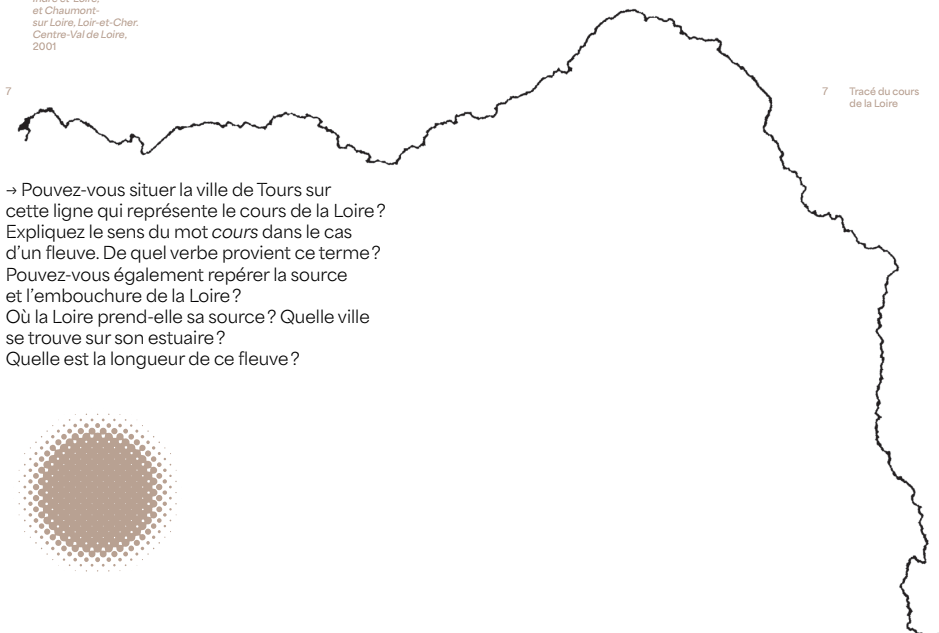 Indre-et-Loire,
et Chaumont-
sur Loire, Loir-et-Cher.
Centre-Val de Loire,
2001
7
7 Tracé du cours
de la Loire
→ Pouvez-vous situer la ville de Tours sur
cette ligne qui représente le cours de la Loire ?
Expliquez le sens du mot cours dans le cas
d’un fleuve. De quel verbe provient ce terme ?
Pouvez-vous également repérer la source
et l’embouchure de la Loire ?
Où la Loire prend-elle sa source ? Quelle ville
se trouve sur son estuaire ?
Quelle est la longueur de ce fleuve ?